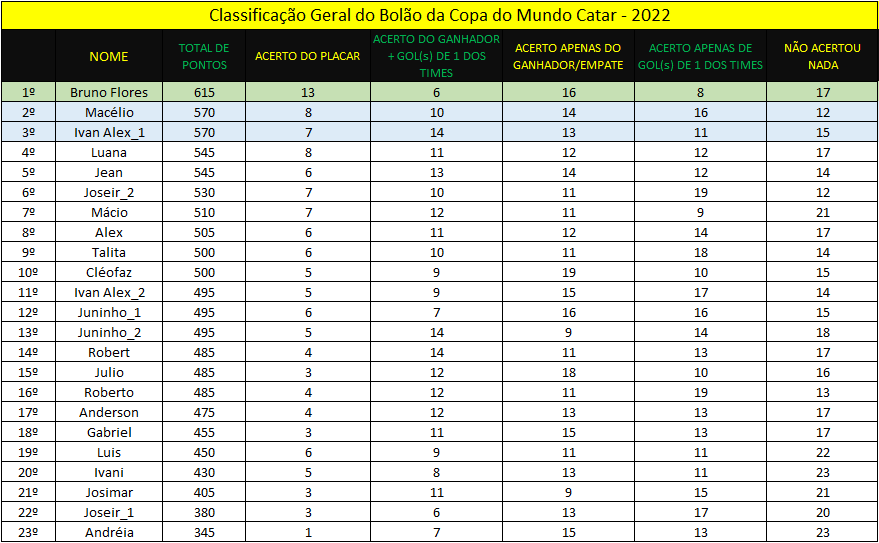 Classificação Geral do Bolão da Copa do Mundo Catar - 2022
NOME TOTAL DE PONTOS ACERTO DO PLACAR ACERTO DO GANHADOR + GOL(s) DE 1 DOS TIMES ACERTO APENAS DO GANHADOR/EMPATE ACERTO APENAS DE GOL(s) DE 1 DOS TIMES NÃO ACERTOU NADA
1º Bruno Flores 615 13 6 16 8 17
2º Macélio 570 8 10 14 16 12
3º Ivan Alex_1 570 7 14 13 11 15
4º Luana 545 8 11 12 12 17
5º Jean 545 6 13 14 12 14
6º Joseir_2 530 7 10 11 19 12
7º Mácio 510 7 12 11 9 21
8º Alex 505 6 11 12 14 17
9º Talita 500 6 10 11 18 14
10º Cléofaz 500 5 9 19 10 15
11º Ivan Alex_2 495 5 9 15 17 14
12º Juninho_1 495 6 7 16 16 15
13º Juninho_2 495 5 14 9 14 18
14º Robert 485 4 14 11 13 17
15º Julio 485 3 12 18 10 16
16º Roberto 485 4 12 11 19 13
17º Anderson 475 4 12 13 13 17
18º Gabriel 455 3 11 15 13 17
19º Luis 450 6 9 11 11 22
20º Ivani 430 5 8 13 11 23
21º Josimar 405 3 11 9 15 21
22º Joseir_1 380 3 6 13 17 20
23º Andréia 345 1 7 15 13 23